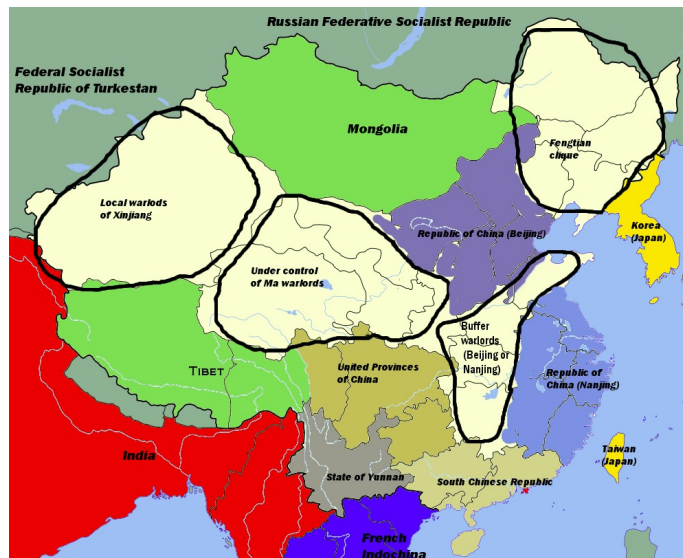 Russian Federative Socialist Republic
Federal Socialist
Republic of Turkestan
Mongolia
Fengtian
clique
Local warlods
of Xinjiang
Korea
(Japan)
Republic of China (Beijing)
Under control
of Ma warlords
Buffer
warlords
(Beijing or
Nanjing)
TIBET
United Provinces
of China
Republic of
China (Nanjing)
India
Taiwan
(Japan)
State of Yunnan
South Chinese Republic
French
Indochina